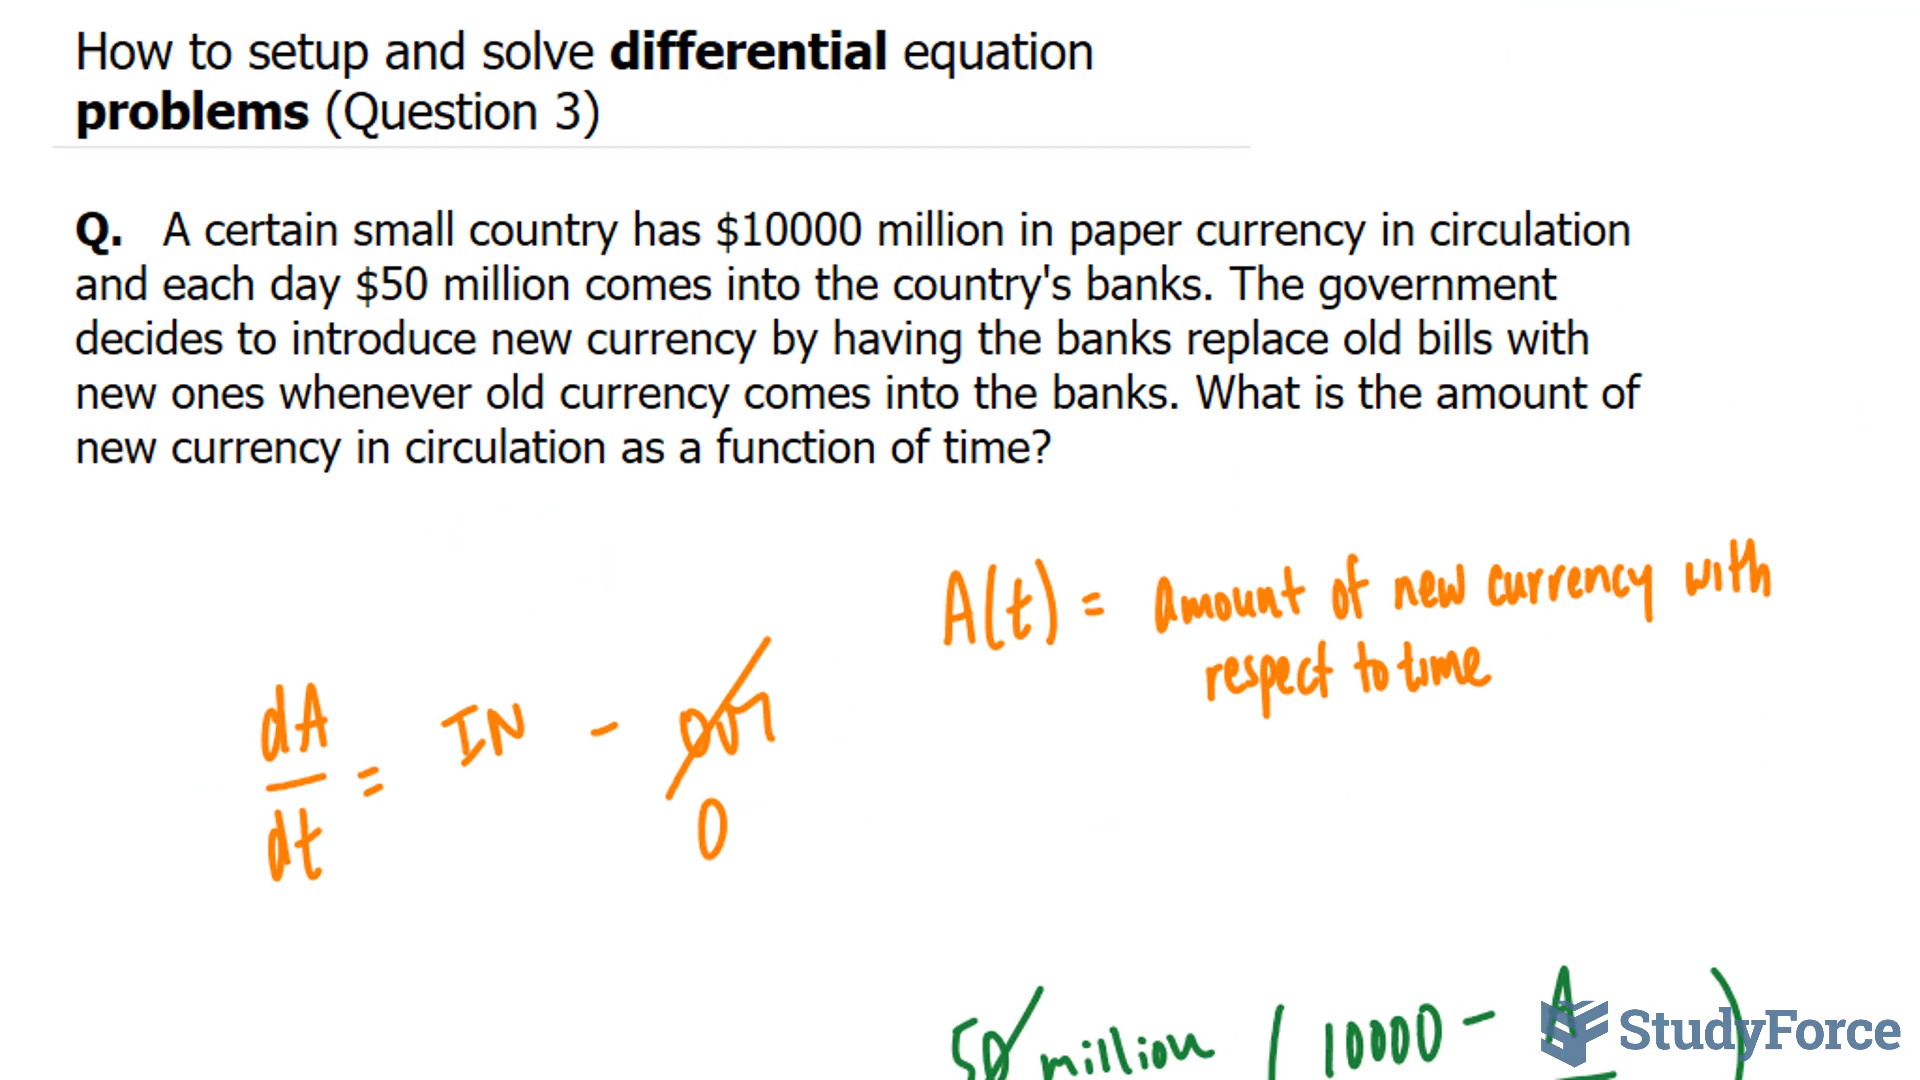 How to setup and solve differential equation
problems (Question 3)
Q. A certain small country has $10000 million in paper currency in circulation
and each day $50 million comes into the country's banks. The government
decides to introduce new currency by having the banks replace old bills with
new ones whenever old currency comes into the banks. What is the amount of
new currency in circulation as a function of time?
A(t) = amount of new currency with
respect to time
dA
dt
= IN - OUT
0
50 million ( 10000 - A )
StudyForce